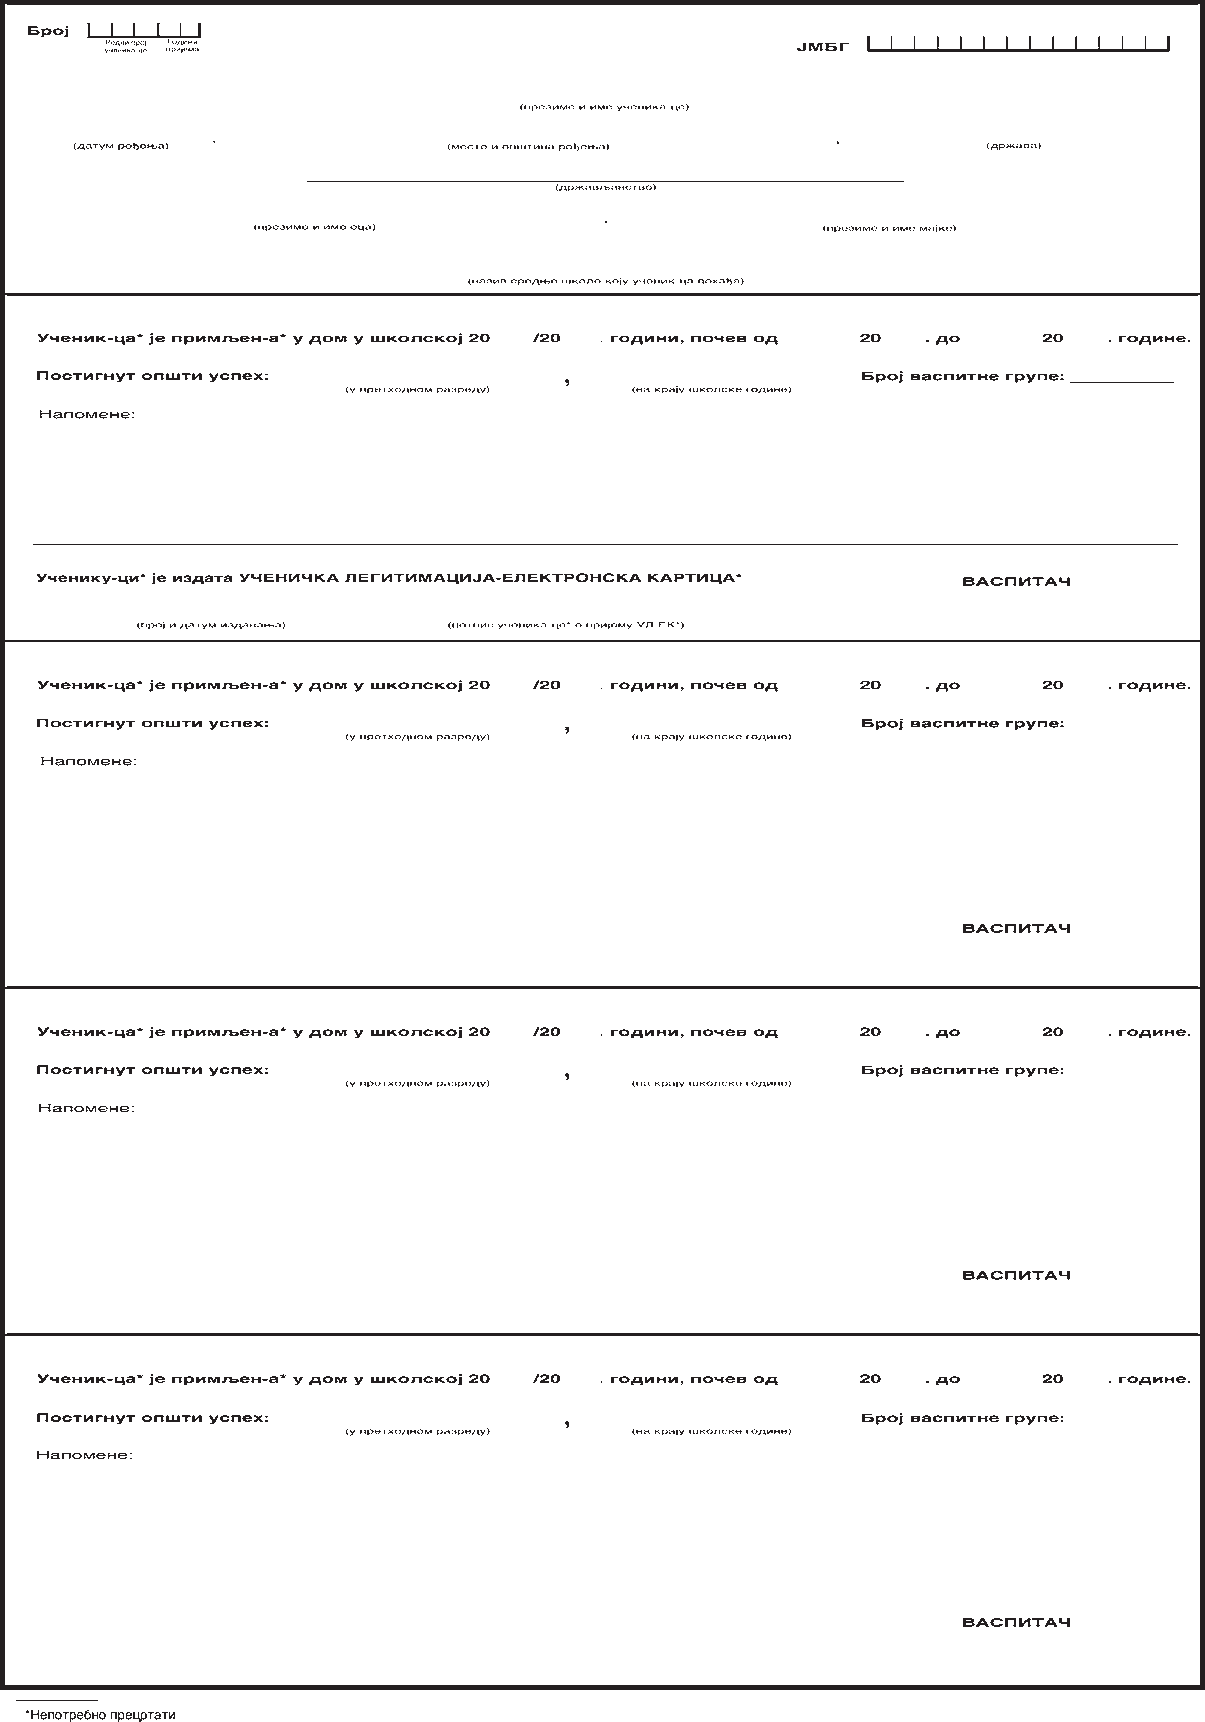 Број
Редни број Година
ученика-це пријема
ЈМБГ
(презиме и име ученика-це)
(датум рођења) , (место и општина рођења) , (држава)
(држављанство)
(презиме и име оца) , (презиме и име мајке)
(назив средње школе коју ученик-ца похађа)
Ученик-ца* је примљен-а* у дом у школској 20 /20 . години, почев од 20 . до 20 . године.
Постигнут општи успех: , Број васпитне групе:
(у претходном разреду) (на крају школске године)
Напомене:
Ученику-ци* је издата УЧЕНИЧКА ЛЕГИТИМАЦИЈА-ЕЛЕКТРОНСКА КАРТИЦА* ВАСПИТАЧ
(број и датум издавања) (потпис ученика-це* о пријему УЛ-ЕК*)
Ученик-ца* је примљен-а* у дом у школској 20 /20 . години, почев од 20 . до 20 . године.
Постигнут општи успех: , Број васпитне групе:
(у претходном разреду) (на крају школске године)
Напомене:
ВАСПИТАЧ
Ученик-ца* је примљен-а* у дом у школској 20 /20 . години, почев од 20 . до 20 . године.
Постигнут општи успех: , Број васпитне групе:
(у претходном разреду) (на крају школске године)
Напомене:
ВАСПИТАЧ
Ученик-ца* је примљен-а* у дом у школској 20 /20 . години, почев од 20 . до 20 . године.
Постигнут општи успех: , Број васпитне групе:
(у претходном разреду) (на крају школске године)
Напомене:
ВАСПИТАЧ
*Непотребно прецртати